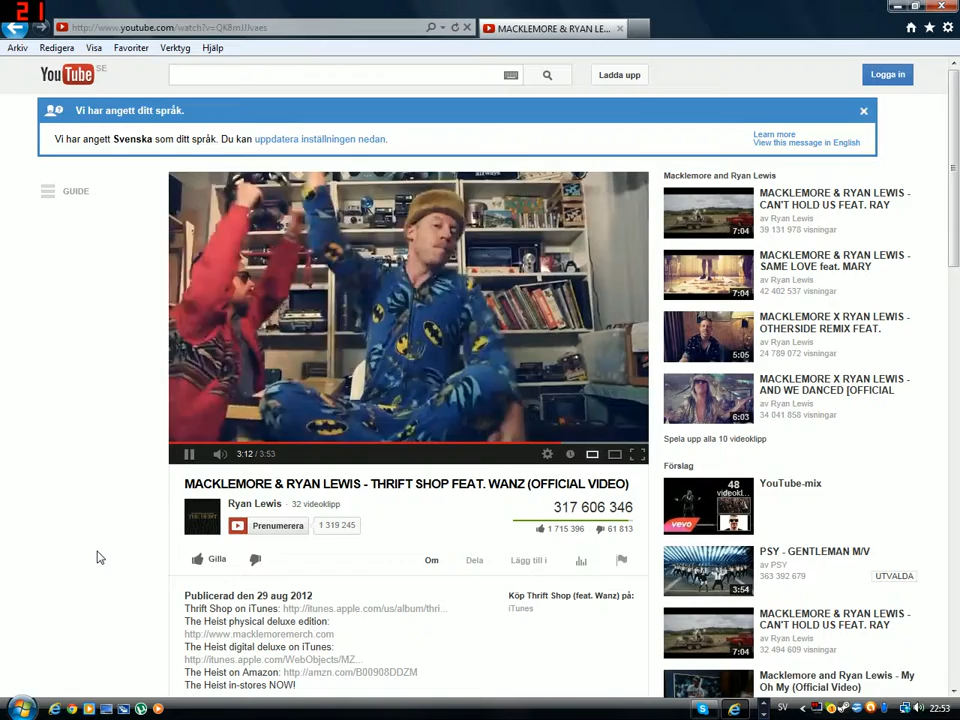 21
http://www.youtube.com/watch?v=QK8mJJJvaes
MACKLEMORE & RYAN LE...
Arkiv Redigera Visa Favoriter Verktyg Hjälp
YouTube SE
Ladda upp
Logga in
Vi har angett ditt språk.
Vi har angett Svenska som ditt språk. Du kan uppdatera inställningen nedan.
Learn more
View this message in English
GUIDE
3:12 / 3:53
MACKLEMORE & RYAN LEWIS - THRIFT SHOP FEAT. WANZ (OFFICIAL VIDEO)
Ryan Lewis · 32 videoklipp
Prenumerera 1 319 245
317 606 346
1 715 396 61 813
Gilla
Om Dela Lägg till i
Publicerad den 29 aug 2012
Thrift Shop on iTunes: http://itunes.apple.com/us/album/thri...
The Heist physical deluxe edition:
http://www.macklemoremerch.com
The Heist digital deluxe on iTunes:
http://itunes.apple.com/WebObjects/MZ...
The Heist on Amazon: http://amzn.com/B00908DDZM
The Heist in-stores NOW!
Köp Thrift Shop (feat. Wanz) på:
iTunes
Macklemore and Ryan Lewis
MACKLEMORE & RYAN LEWIS -
CAN'T HOLD US FEAT. RAY
av Ryan Lewis
39 131 978 visningar
7:04
MACKLEMORE & RYAN LEWIS -
SAME LOVE feat. MARY
av Ryan Lewis
42 402 537 visningar
7:04
MACKLEMORE X RYAN LEWIS -
OTHERSIDE REMIX FEAT.
av Ryan Lewis
24 789 072 visningar
5:05
MACKLEMORE X RYAN LEWIS -
AND WE DANCED [OFFICIAL
av Ryan Lewis
34 041 858 visningar
6:03
Spela upp alla 10 videoklipp
Förslag
YouTube-mix
48
videokl...
vevo
PSY - GENTLEMAN M/V
av PSY
363 392 679
UTVALDA
3:54
MACKLEMORE & RYAN LEWIS -
CAN'T HOLD US FEAT. RAY
av Ryan Lewis
32 494 609 visningar
7:04
Macklemore and Ryan Lewis - My
Oh My (Official Video)
SV
22:53